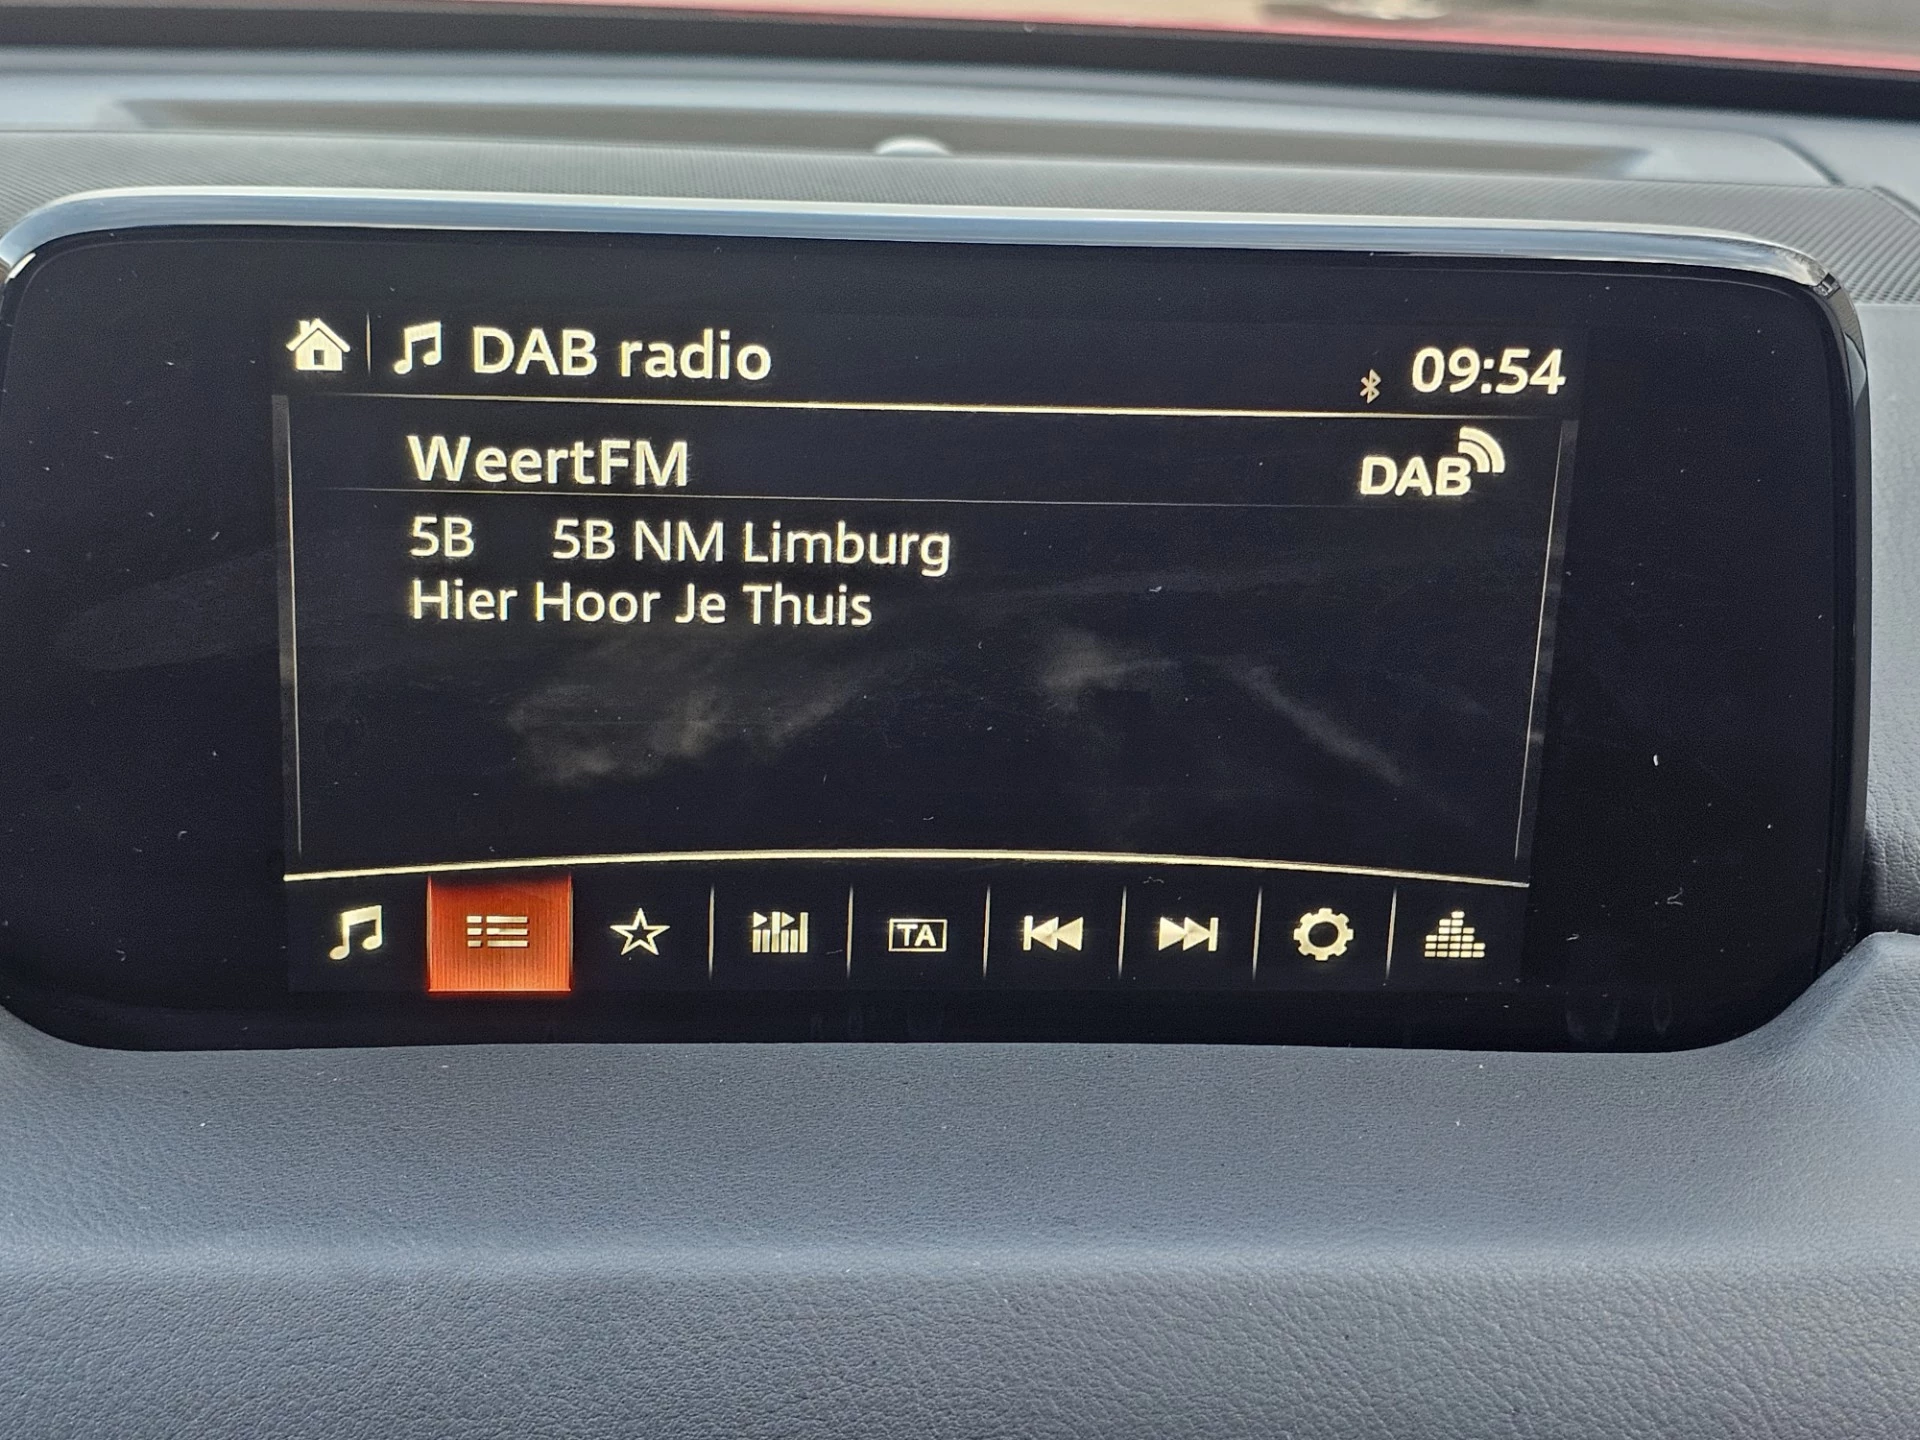 DAB radio
09:54
WeertFM
DAB
5B 5B NM Limburg
Hier Hoor Je Thuis
TA